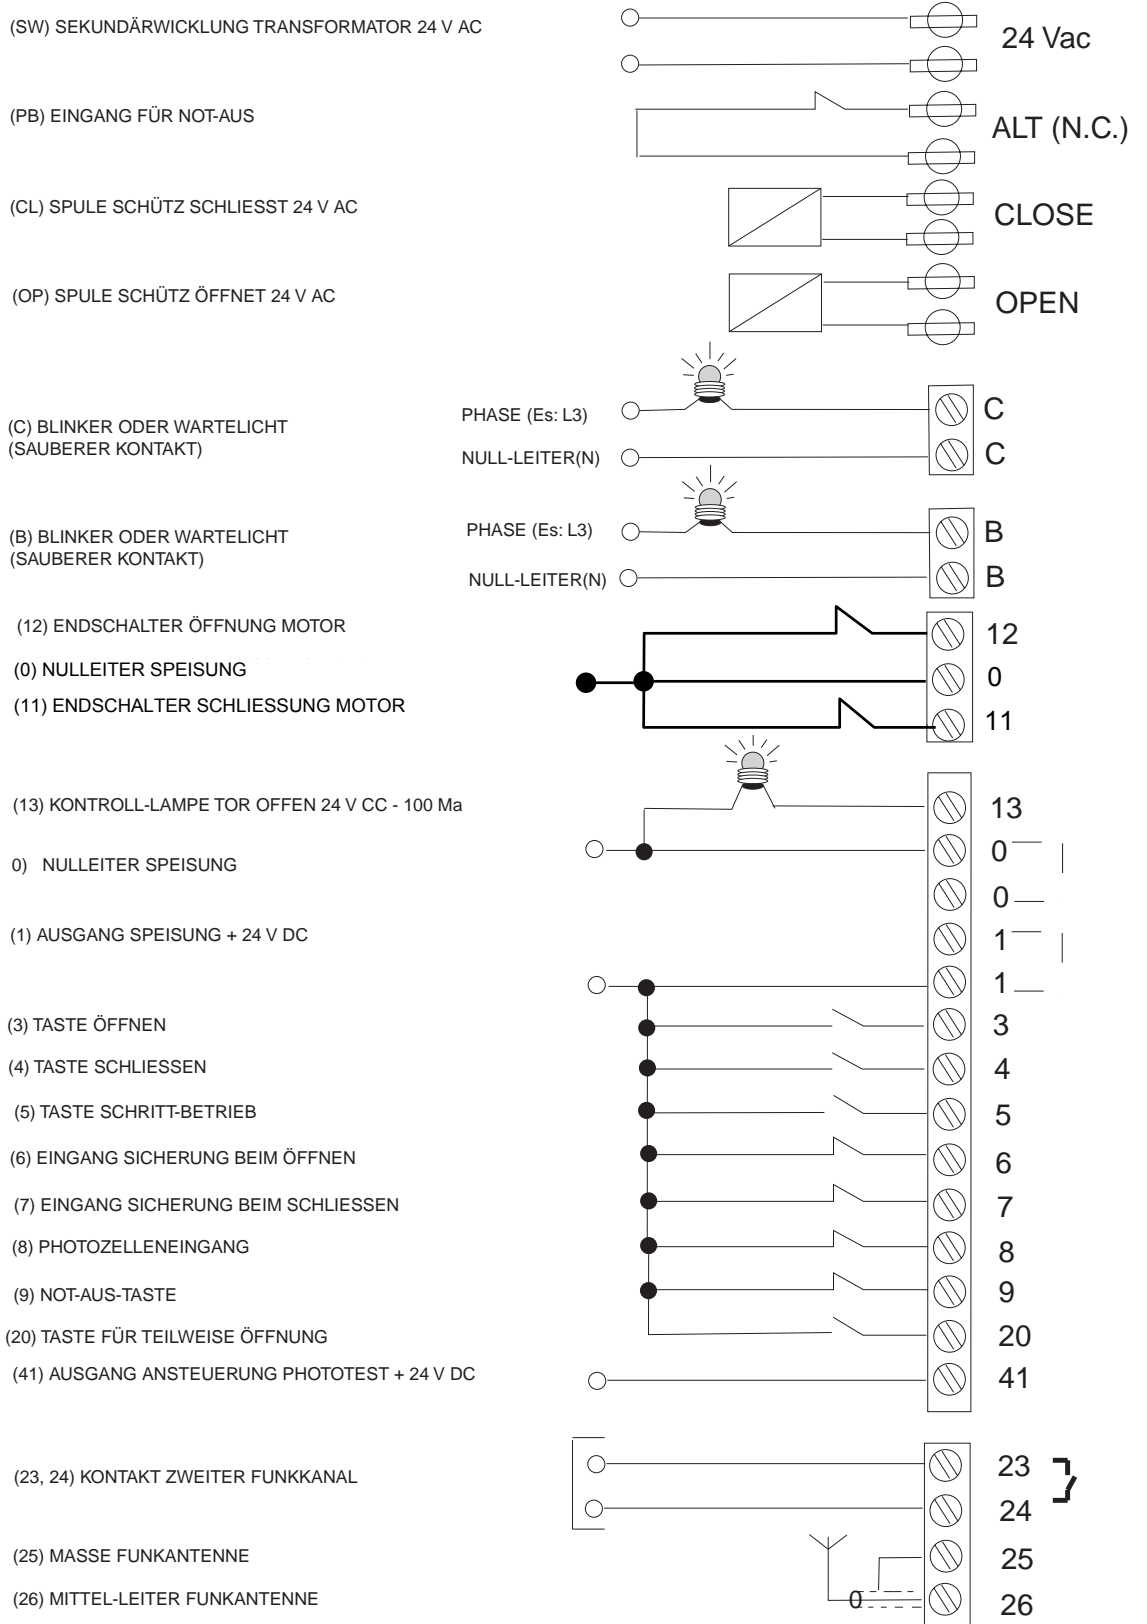 (SW) SEKUNDÄRWICKLUNG TRANSFORMATOR 24 V AC
24 Vac
(PB) EINGANG FÜR NOT-AUS
ALT (N.C.)
(CL) SPULE SCHÜTZ SCHLIESST 24 V AC
CLOSE
(OP) SPULE SCHÜTZ ÖFFNET 24 V AC
OPEN
(C) BLINKER ODER WARTELICHT
(SAUBERER KONTAKT)
PHASE (Es: L3)
C
NULL-LEITER(N)
C
(B) BLINKER ODER WARTELICHT
(SAUBERER KONTAKT)
PHASE (Es: L3)
B
NULL-LEITER(N)
B
(12) ENDSCHALTER ÖFFNUNG MOTOR
12
(0) NULLEITER SPEISUNG
0
(11) ENDSCHALTER SCHLIESSUNG MOTOR
11
(13) KONTROLL-LAMPE TOR OFFEN 24 V CC - 100 Ma
13
0) NULLEITER SPEISUNG
0
0
(1) AUSGANG SPEISUNG + 24 V DC
1
1
(3) TASTE ÖFFNEN
3
(4) TASTE SCHLIESSEN
4
(5) TASTE SCHRITT-BETRIEB
5
(6) EINGANG SICHERUNG BEIM ÖFFNEN
6
(7) EINGANG SICHERUNG BEIM SCHLIESSEN
7
(8) PHOTOZELLENEINGANG
8
(9) NOT-AUS-TASTE
9
(20) TASTE FÜR TEILWEISE ÖFFNUNG
20
(41) AUSGANG ANSTEUERUNG PHOTOTEST + 24 V DC
41
(23, 24) KONTAKT ZWEITER FUNKKANAL
23
24
(25) MASSE FUNKANTENNE
25
(26) MITTEL-LEITER FUNKANTENNE
0
26